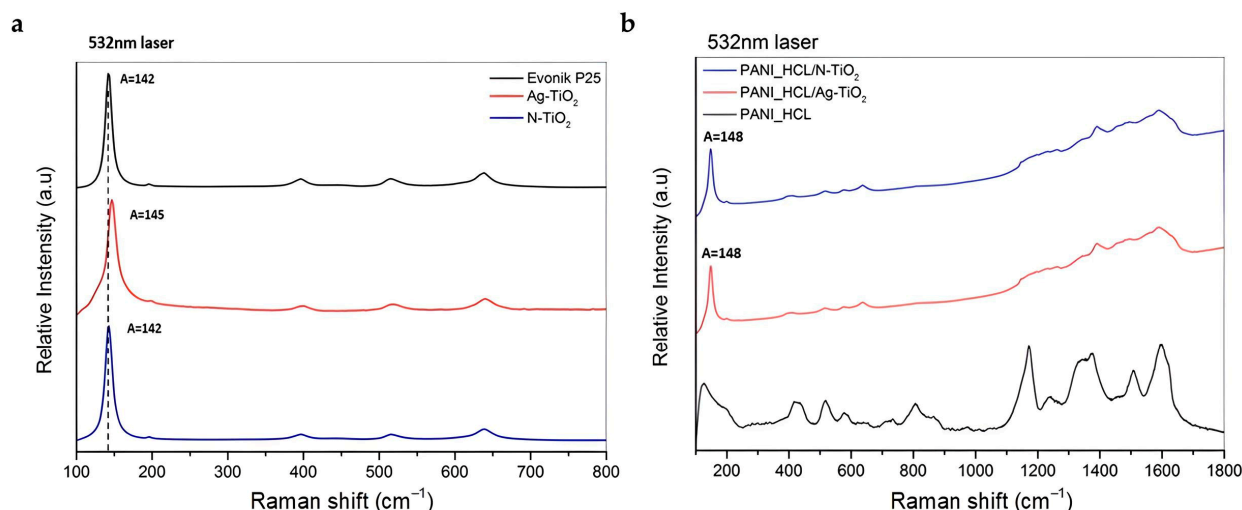 a
532nm laser
A=142
Evonik P25
Ag-TiO₂
N-TiO₂
A=145
A=142
Relative Instensity (a.u)
100 200 300 400 500 600 700 800
Raman shift (cm⁻¹)
b
532nm laser
PANI_HCL/N-TiO₂
PANI_HCL/Ag-TiO₂
PANI_HCL
A=148
A=148
Relative Intensity (a.u)
200 400 600 800 1000 1200 1400 1600 1800
Raman shift (cm⁻¹)